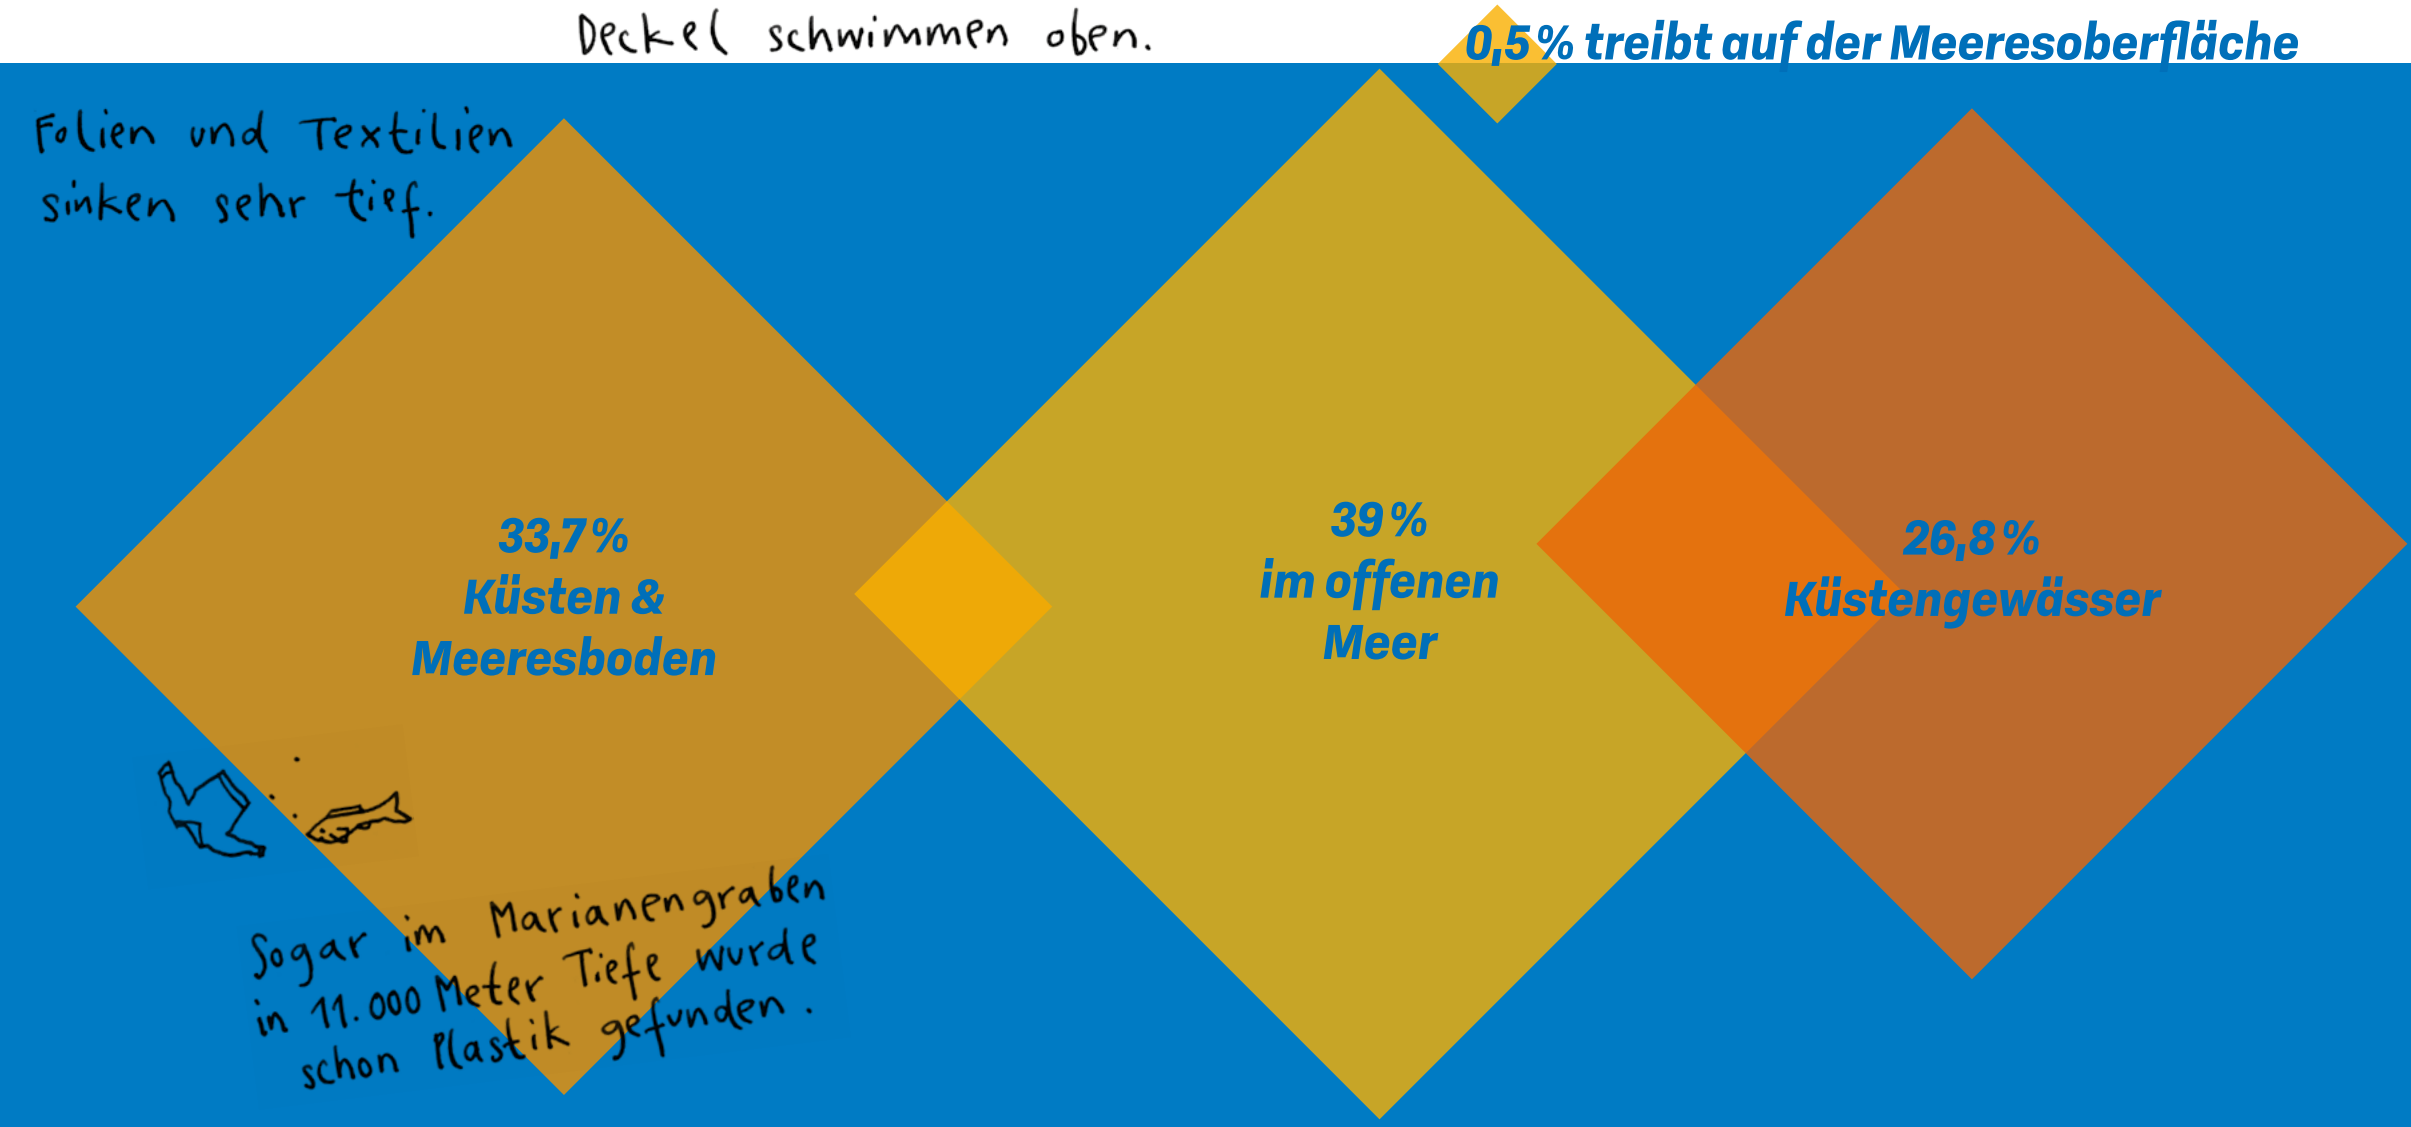 Deckel schwimmen oben.
0,5 % treibt auf der Meeresoberfläche
Folien und Textilien
sinken sehr tief.
33,7 %
Küsten &
Meeresboden
39 %
im offenen
Meer
26,8 %
Küstengewässer
Sogar im Marianengraben
in 11.000 Meter Tiefe wurde
schon Plastik gefunden.